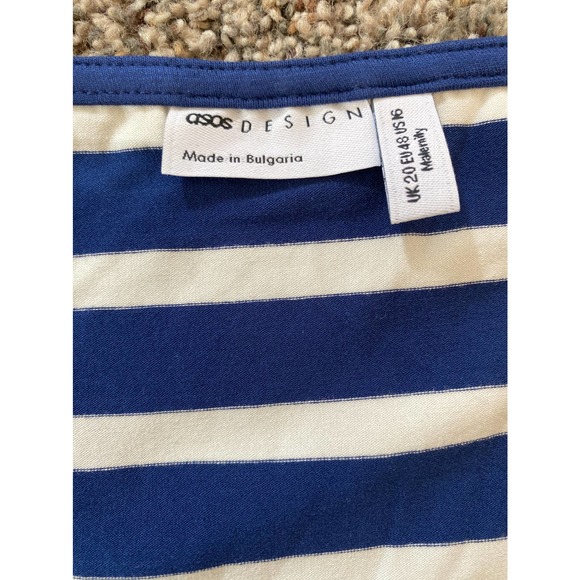 asos DESIGN
Made in Bulgaria
UK 20 EU 48 US 16
Maternity